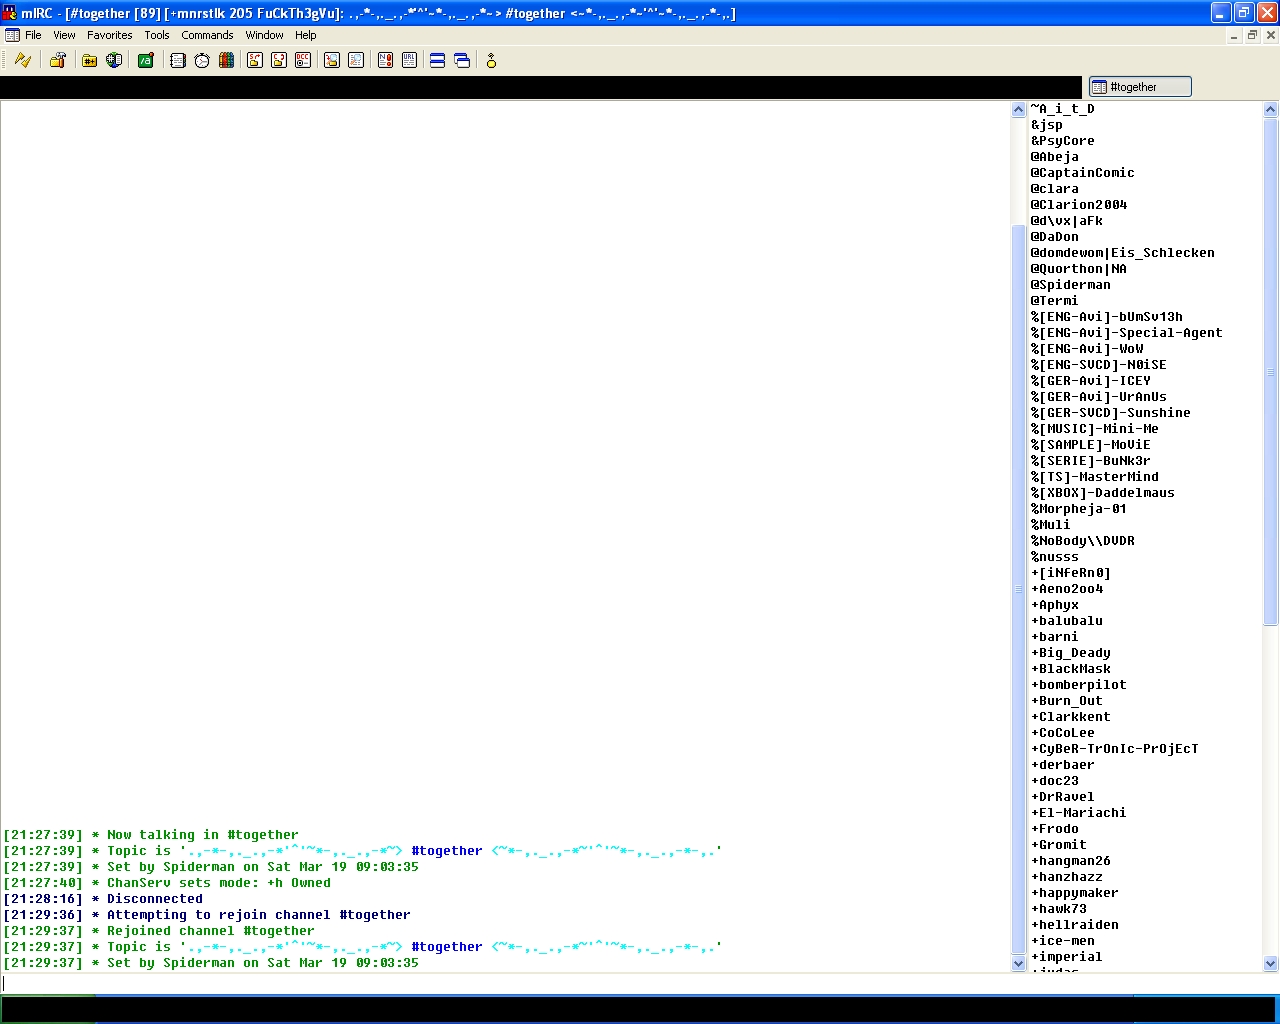 mIRC - [#together [89] [+mnrstlk 205 FuCkTh3gVu]: .,-*-,._.,-*'^'~*-,._.,-*~> #together <~*-,._.,-*~'^'~*-,._.,-*-,.]
File View Favorites Tools Commands Window Help
#together
~A_i_t_D
&jsp
&PsyCore
@Abeja
@CaptainComic
@clara
@Clarion2004
@d\vx|aFk
@DaDon
@domdewom|Eis_Schlecken
@Quorthon|NA
@Spiderman
@Termi
%[ENG-Avi]-bUmSv13h
%[ENG-Avi]-Special-Agent
%[ENG-Avi]-WoW
%[ENG-SVCD]-N0iSE
%[GER-Avi]-ICEY
%[GER-Avi]-UrAnUs
%[GER-SVCD]-Sunshine
%[MUSIC]-Mini-Me
%[SAMPLE]-MoViE
%[SERIE]-BuNk3r
%[TS]-MasterMind
%[XBOX]-Daddelmaus
%Morpheja-01
%Muli
%NoBody\\DVDR
%nusss
+[iNfeRn0]
+Aeno2oo4
+Aphyx
+balubalu
+barni
+Big_Deady
+BlackMask
+bomberpilot
+Burn_Out
+Clarkkent
+CoCoLee
+CyBeR-TrOnIc-PrOjEcT
+derbaer
+doc23
+DrRavel
+El-Mariachi
+Frodo
+Gromit
+hangman26
+hanzhazz
+happymaker
+hawk73
+hellraiden
+ice-men
+imperial
[21:27:39] * Now talking in #together
[21:27:39] * Topic is '.,-*-,._.,-*'^'~*-,._.,-*~> #together <~*-,._.,-*~'^'~*-,._.,-*-,.'
[21:27:39] * Set by Spiderman on Sat Mar 19 09:03:35
[21:27:40] * ChanServ sets mode: +h Owned
[21:28:16] * Disconnected
[21:29:36] * Attempting to rejoin channel #together
[21:29:37] * Rejoined channel #together
[21:29:37] * Topic is '.,-*-,._.,-*'^'~*-,._.,-*~> #together <~*-,._.,-*~'^'~*-,._.,-*-,.'
[21:29:37] * Set by Spiderman on Sat Mar 19 09:03:35